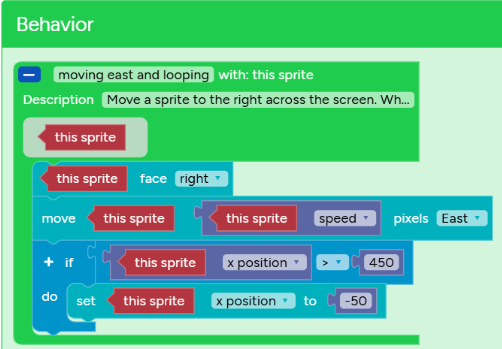 Behavior
moving east and looping with: this sprite
Description Move a sprite to the right across the screen. Wh...
this sprite
this sprite face right
move this sprite this sprite speed pixels East
+ if this sprite x position > 450
do set this sprite x position to -50